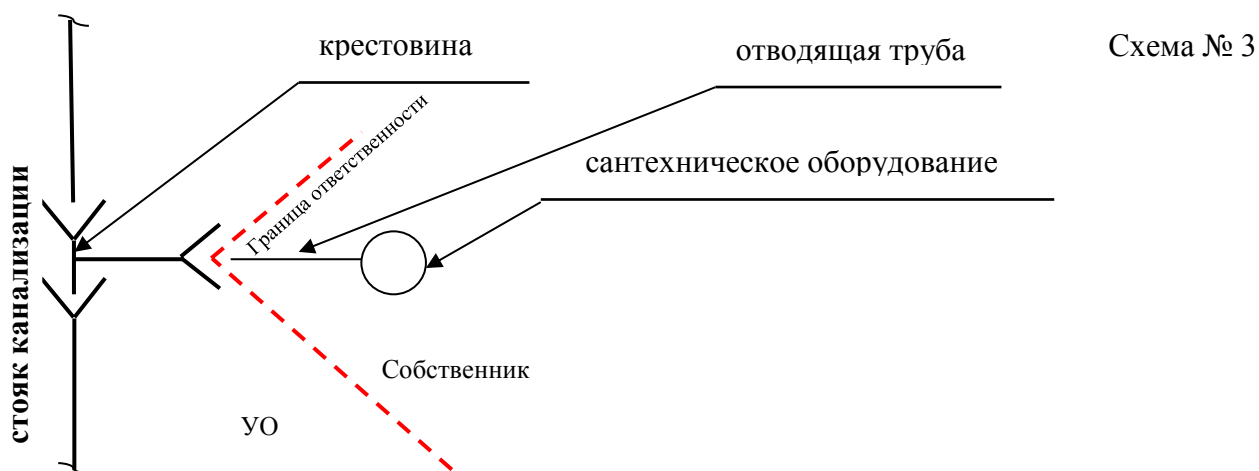 крестовина
отводящая труба
Схема № 3
Граница ответственности
сантехническое оборудование
стояк канализации
Собственник
УО